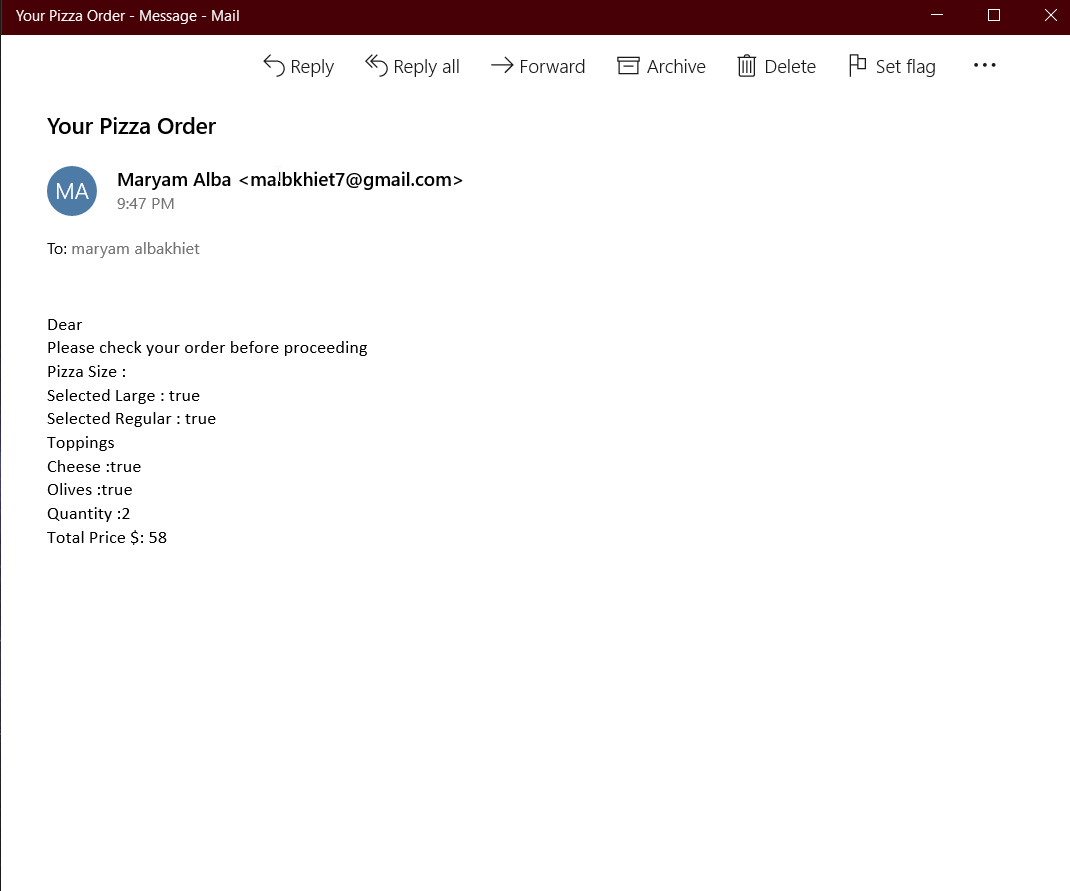 Your Pizza Order - Message - Mail
Reply Reply all Forward Archive Delete Set flag
Your Pizza Order
MA
Maryam Alba <malbkhiet7@gmail.com>
9:47 PM
To: maryam albakhiet
Dear
Please check your order before proceeding
Pizza Size :
Selected Large : true
Selected Regular : true
Toppings
Cheese :true
Olives :true
Quantity :2
Total Price $: 58